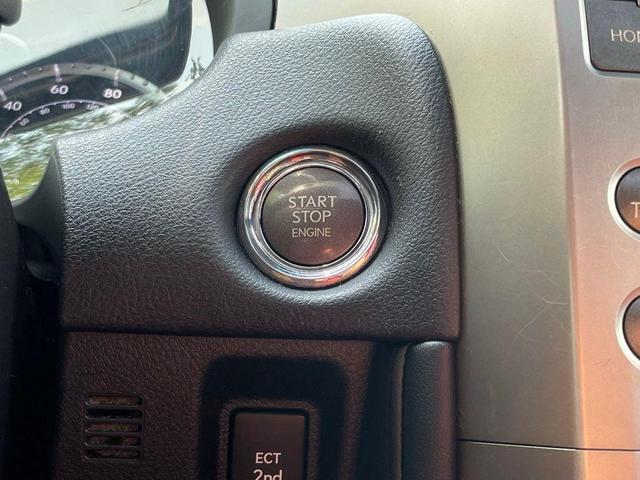 40 60 80
START
STOP
ENGINE
ECT
2nd